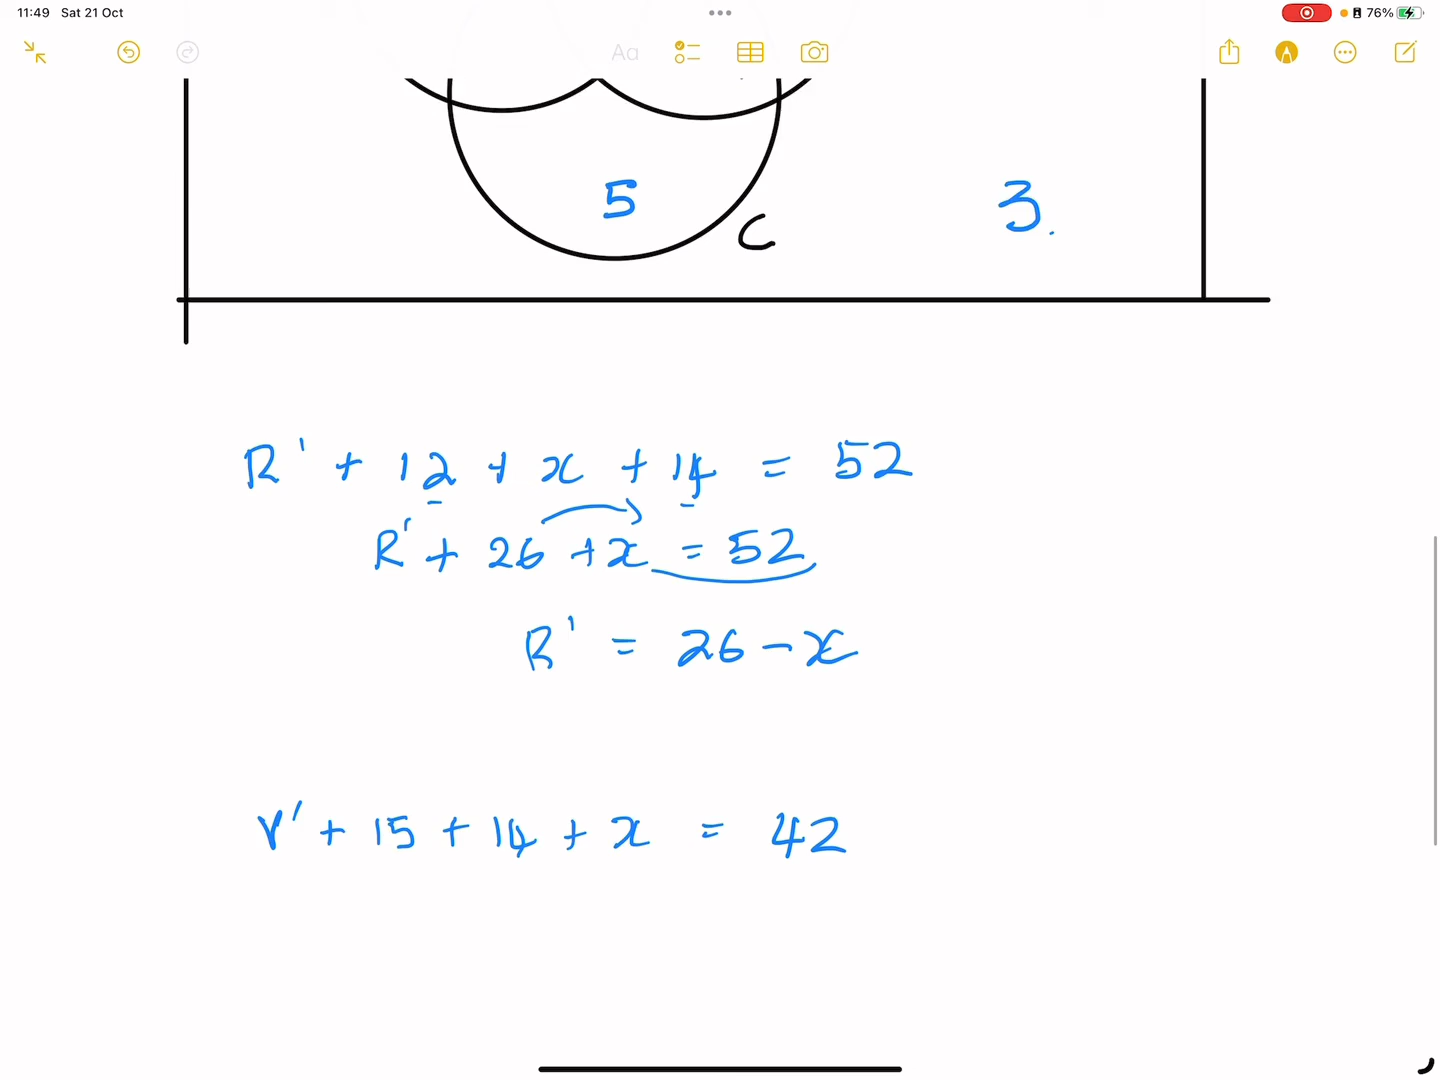 11:49 Sat 21 Oct
76%
Aa
5
3.
C
R' + 12 + x + 14 = 52
R' + 26 + x = 52
R' = 26 - x
V' + 15 + 14 + x = 42